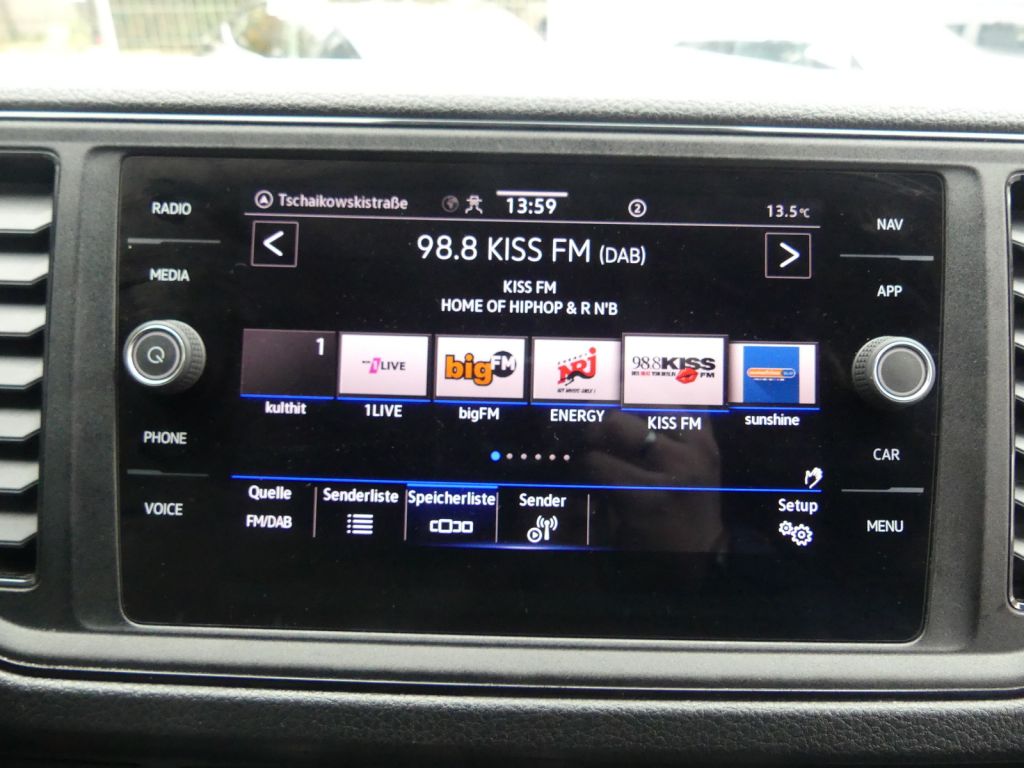 RADIO
MEDIA
PHONE
VOICE
Tschaikowskistraße
13:59
2
13.5°C
<
98.8 KISS FM (DAB)
>
KISS FM
HOME OF HIPHOP & R N'B
1
1LIVE
bigFM
NRJ
98.8 KISS FM
kulthit
1LIVE
bigFM
ENERGY
KISS FM
sunshine
Quelle
FM/DAB
Senderliste
Speicherliste
Sender
Setup
NAV
APP
CAR
MENU